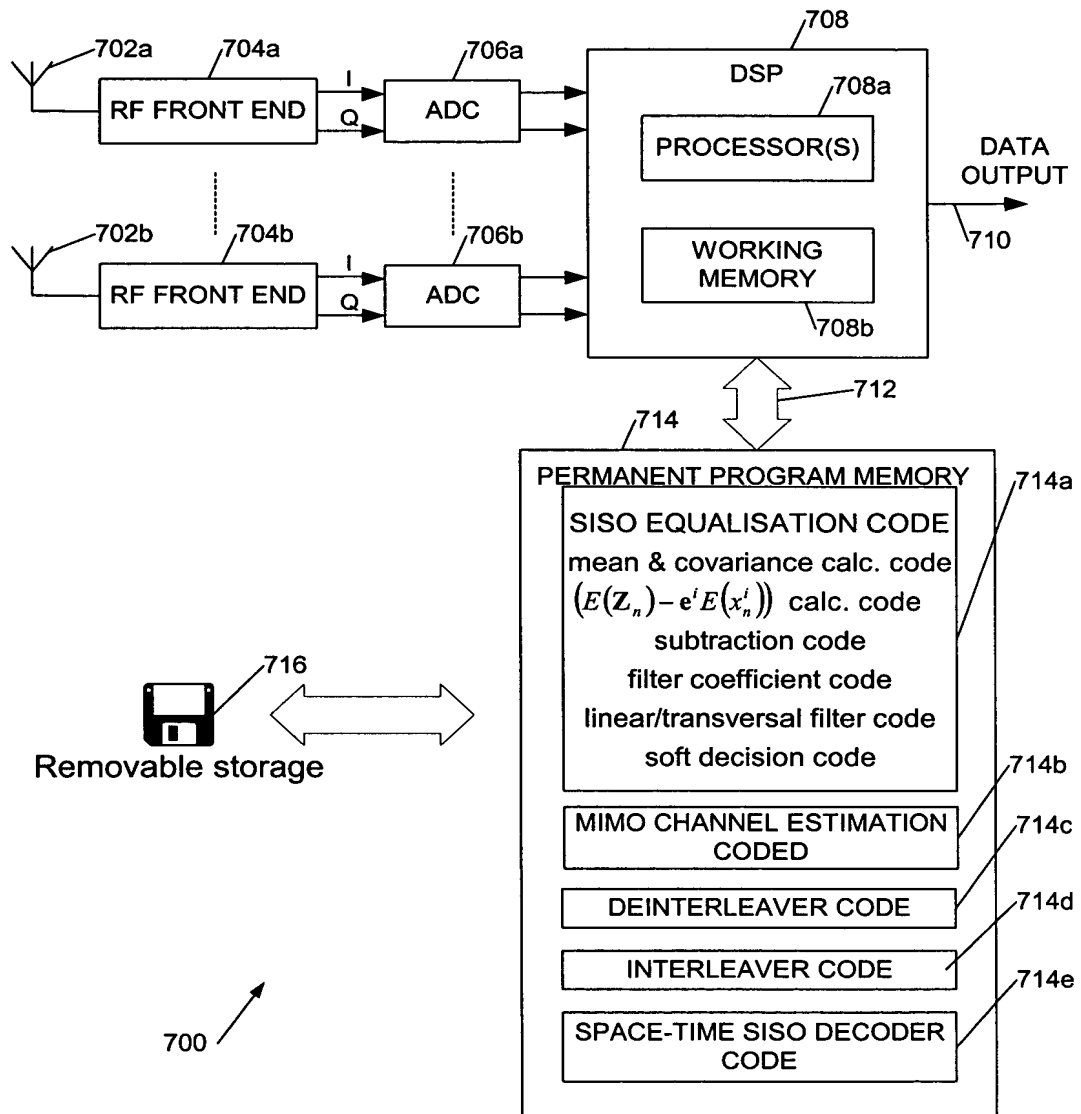 702a
704a
706a
708
I
Q
RF FRONT END
ADC
DSP
708a
PROCESSOR(S)
DATA
OUTPUT
710
702b
704b
706b
I
Q
RF FRONT END
ADC
WORKING
MEMORY
708b
712
714
PERMANENT PROGRAM MEMORY
714a
SISO EQUALISATION CODE
mean & covariance calc. code
(E(Z_n) − e^i E(x_n^i)) calc. code
subtraction code
filter coefficient code
linear/transversal filter code
soft decision code
716
Removable storage
714b
MIMO CHANNEL ESTIMATION
CODED
714c
DEINTERLEAVER CODE
714d
INTERLEAVER CODE
714e
SPACE-TIME SISO DECODER
CODE
700